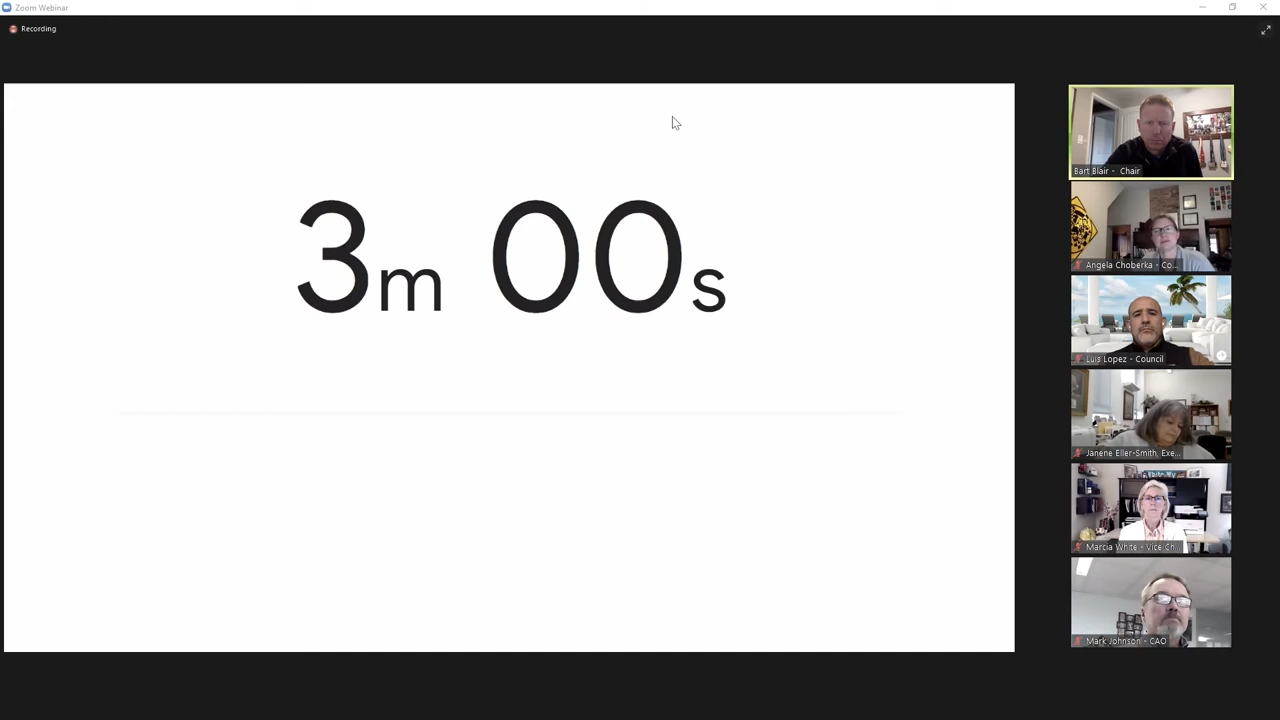 Zoom Webinar
Recording
3m 00s
Bart Blair - Chair
Angela Choberka - Co...
Luis Lopez - Council
Janene Eller-Smith, Exe...
Marcia White - Vice Ch...
Mark Johnson - CAO